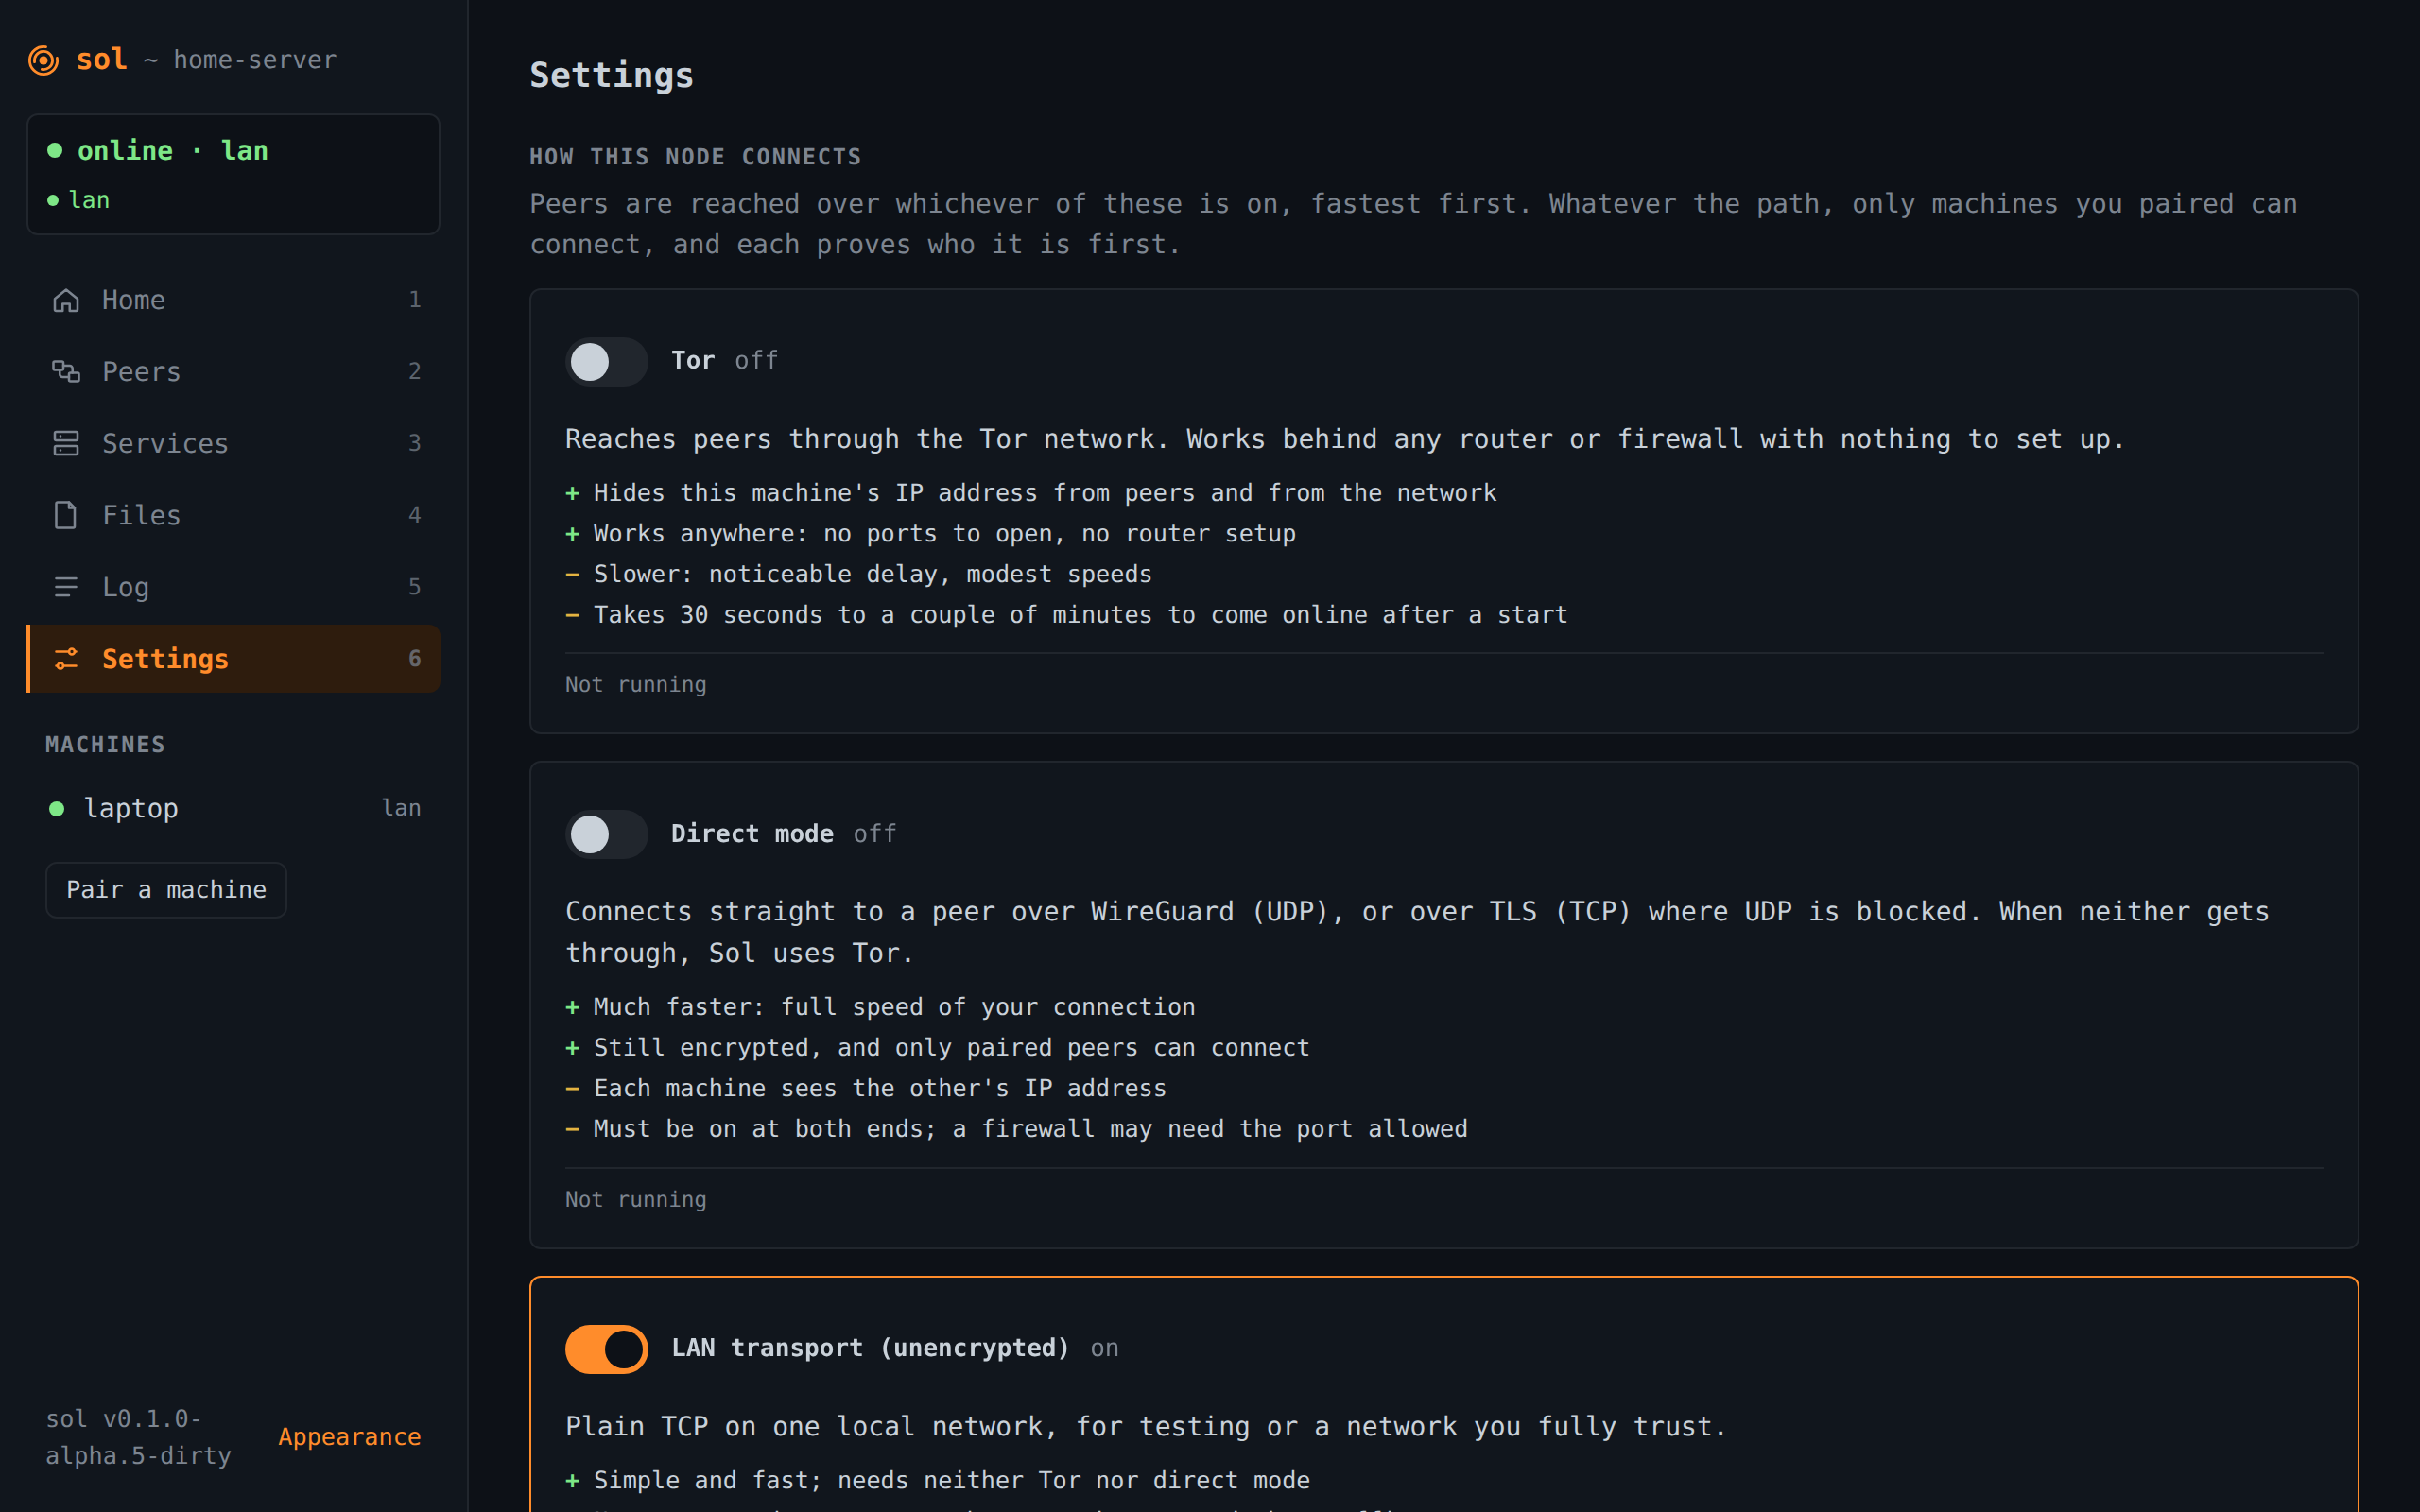 sol ~ home-server
online · lan
lan
Home 1
Peers 2
Services 3
Files 4
Log 5
Settings 6
MACHINES
laptop lan
Pair a machine
sol v0.1.0-
alpha.5-dirty
Appearance
Settings
HOW THIS NODE CONNECTS
Peers are reached over whichever of these is on, fastest first. Whatever the path, only machines you paired can
connect, and each proves who it is first.
Tor off
Reaches peers through the Tor network. Works behind any router or firewall with nothing to set up.
+ Hides this machine's IP address from peers and from the network
+ Works anywhere: no ports to open, no router setup
− Slower: noticeable delay, modest speeds
− Takes 30 seconds to a couple of minutes to come online after a start
Not running
Direct mode off
Connects straight to a peer over WireGuard (UDP), or over TLS (TCP) where UDP is blocked. When neither gets
through, Sol uses Tor.
+ Much faster: full speed of your connection
+ Still encrypted, and only paired peers can connect
− Each machine sees the other's IP address
− Must be on at both ends; a firewall may need the port allowed
Not running
LAN transport (unencrypted) on
Plain TCP on one local network, for testing or a network you fully trust.
+ Simple and fast; needs neither Tor nor direct mode